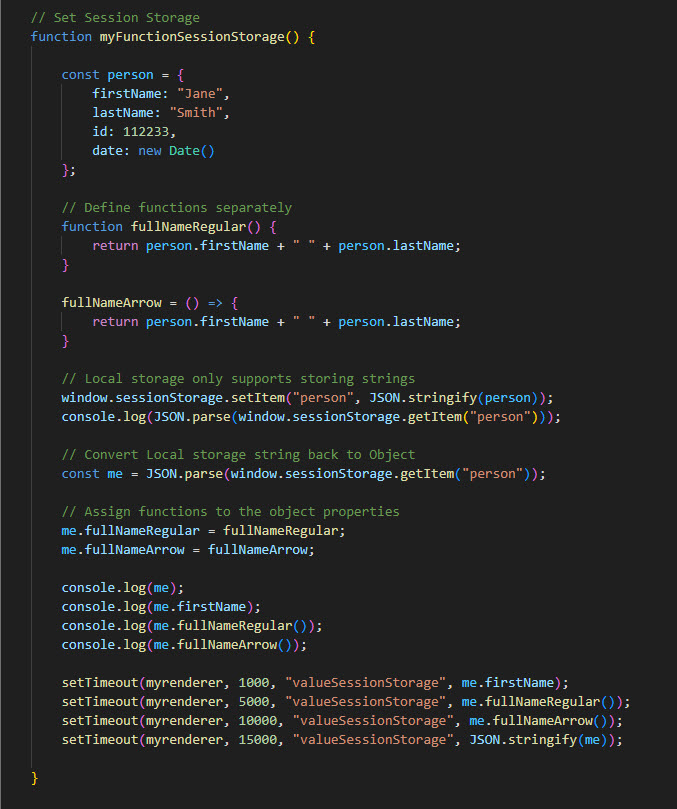 // Set Session Storage
function myFunctionSessionStorage() {
const person = {
firstName: "Jane",
lastName: "Smith",
id: 112233,
date: new Date()
};
// Define functions separately
function fullNameRegular() {
return person.firstName + " " + person.lastName;
}
fullNameArrow = () => {
return person.firstName + " " + person.lastName;
}
// Local storage only supports storing strings
window.sessionStorage.setItem("person", JSON.stringify(person));
console.log(JSON.parse(window.sessionStorage.getItem("person")));
// Convert Local storage string back to Object
const me = JSON.parse(window.sessionStorage.getItem("person"));
// Assign functions to the object properties
me.fullNameRegular = fullNameRegular;
me.fullNameArrow = fullNameArrow;
console.log(me);
console.log(me.firstName);
console.log(me.fullNameRegular());
console.log(me.fullNameArrow());
setTimeout(myrenderer, 1000, "valueSessionStorage", me.firstName);
setTimeout(myrenderer, 5000, "valueSessionStorage", me.fullNameRegular());
setTimeout(myrenderer, 10000, "valueSessionStorage", me.fullNameArrow());
setTimeout(myrenderer, 15000, "valueSessionStorage", JSON.stringify(me));
}